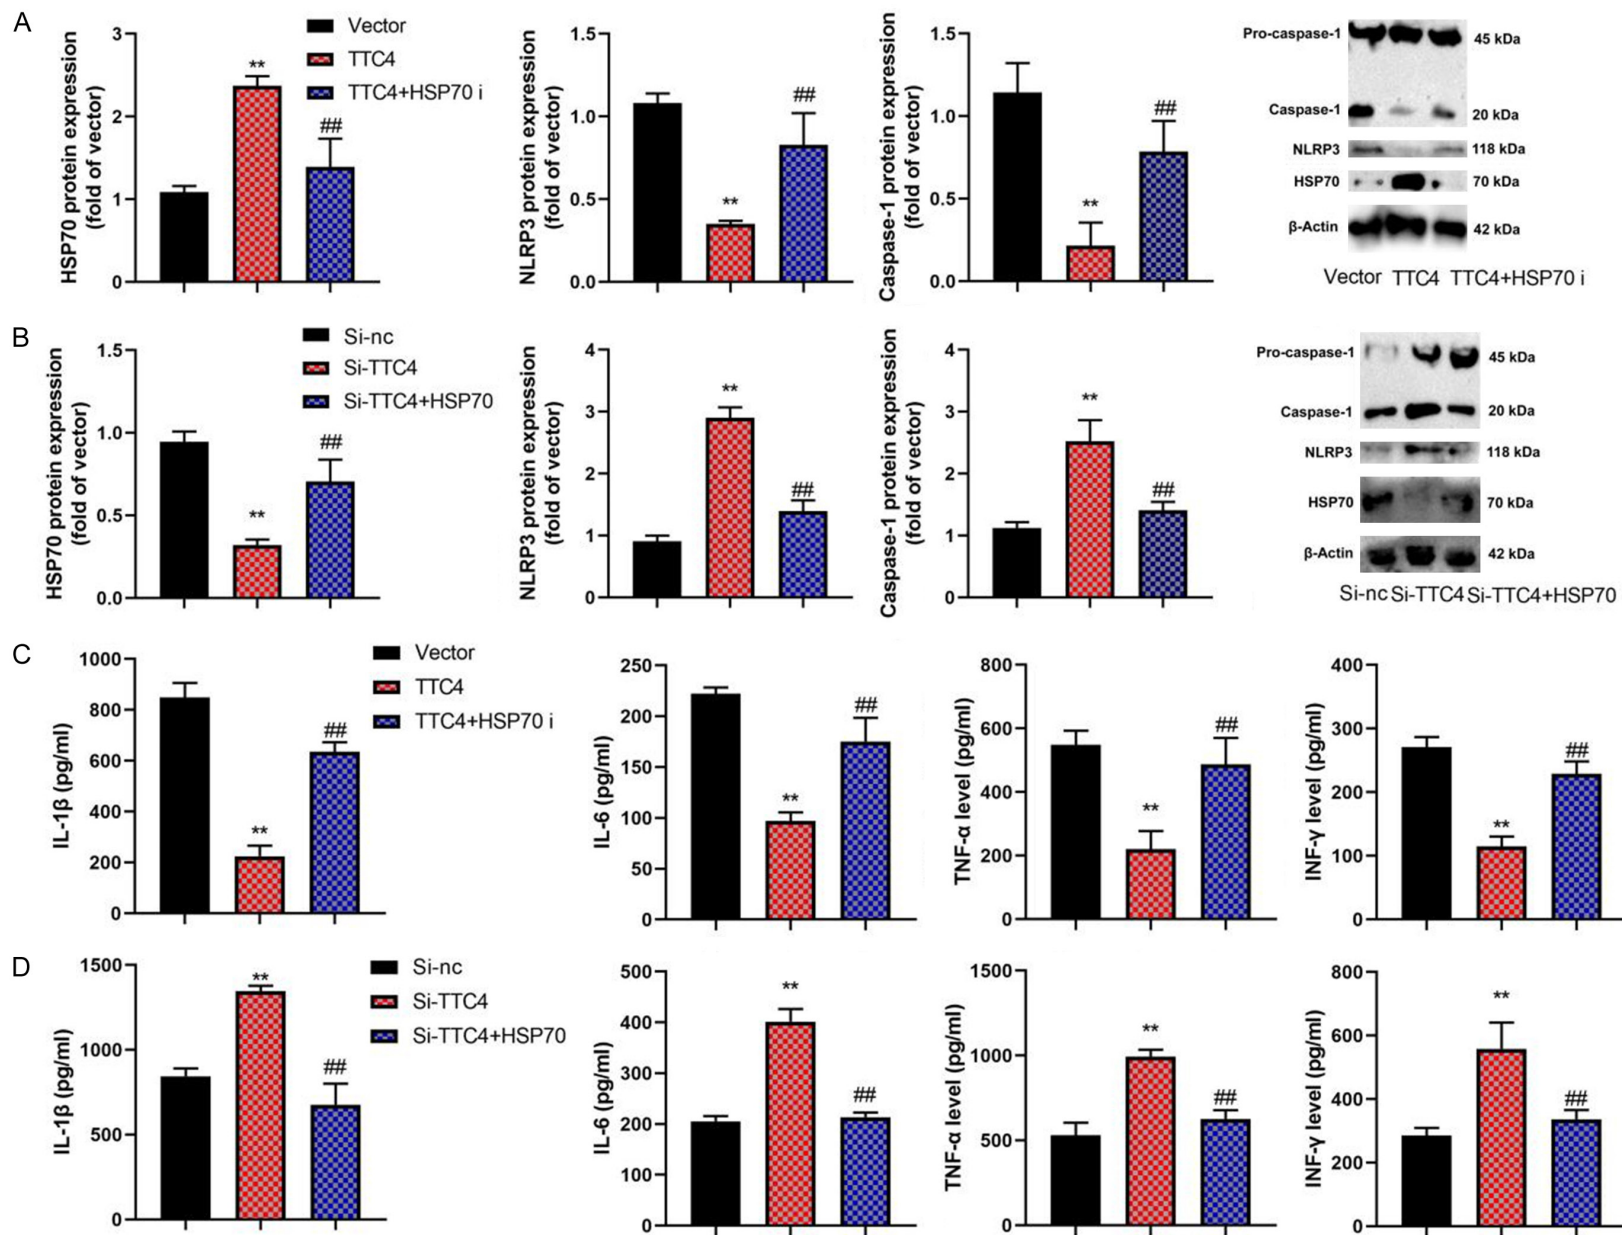 A
HSP70 protein expression
(fold of vector)
3
2
1
0
**
##
Vector
TTC4
TTC4+HSP70 i
NLRP3 protein expression
(fold of vector)
1.5
1.0
0.5
0.0
**
##
Caspase-1 protein expression
(fold of vector)
1.5
1.0
0.5
0.0
**
##
Pro-caspase-1 45 kDa
Caspase-1 20 kDa
NLRP3 118 kDa
HSP70 70 kDa
β-Actin 42 kDa
Vector TTC4 TTC4+HSP70 i
B
HSP70 protein expression
(fold of vector)
1.5
1.0
0.5
0.0
**
##
Si-nc
Si-TTC4
Si-TTC4+HSP70
NLRP3 protein expression
(fold of vector)
4
3
2
1
0
**
##
Caspase-1 protein expression
(fold of vector)
4
3
2
1
0
**
##
Pro-caspase-1 45 kDa
Caspase-1 20 kDa
NLRP3 118 kDa
HSP70 70 kDa
β-Actin 42 kDa
Si-nc Si-TTC4 Si-TTC4+HSP70
C
IL-1β (pg/ml)
1000
800
600
400
200
0
**
##
Vector
TTC4
TTC4+HSP70 i
IL-6 (pg/ml)
250
200
150
100
50
0
**
##
TNF-α level (pg/ml)
800
600
400
200
0
**
##
INF-γ level (pg/ml)
400
300
200
100
0
**
##
D
IL-1β (pg/ml)
1500
1000
500
0
**
##
Si-nc
Si-TTC4
Si-TTC4+HSP70
IL-6 (pg/ml)
500
400
300
200
100
0
**
##
TNF-α level (pg/ml)
1500
1000
500
0
**
##
INF-γ level (pg/ml)
800
600
400
200
0
**
##